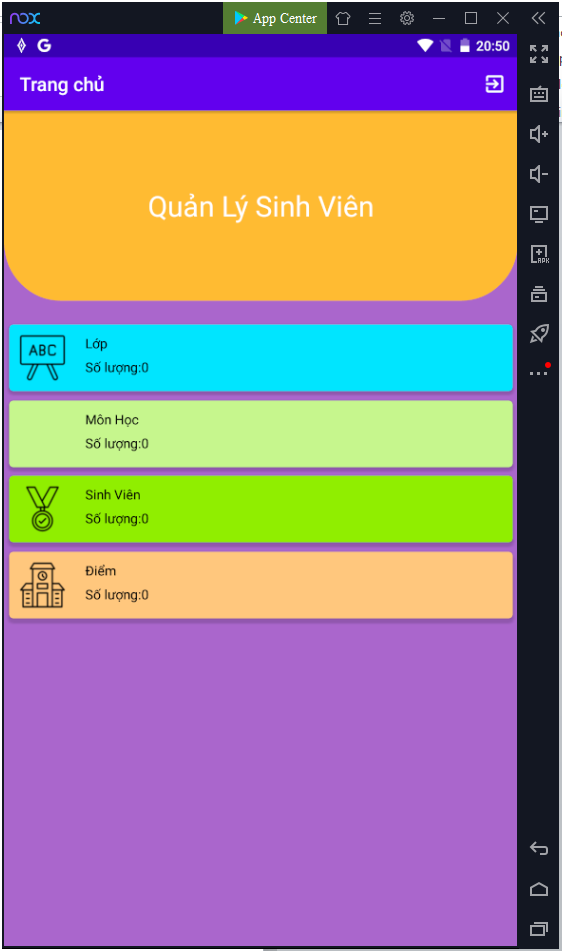 nox
App Center
G
20:50
Trang chủ
Quản Lý Sinh Viên
ABC
Lớp
Số lượng:0
Môn Học
Số lượng:0
Sinh Viên
Số lượng:0
Điểm
Số lượng:0
APK